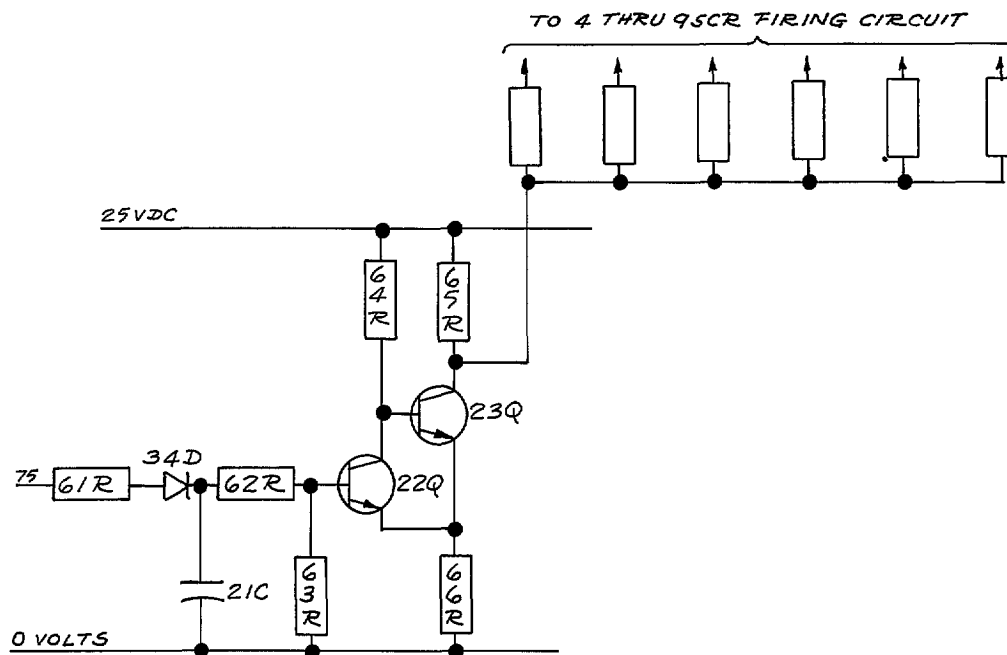 TO 4 THRU 9SCR FIRING CIRCUIT
25VDC
64R
65R
23Q
34D
75
61R
62R
22Q
21C
63R
66R
0 VOLTS